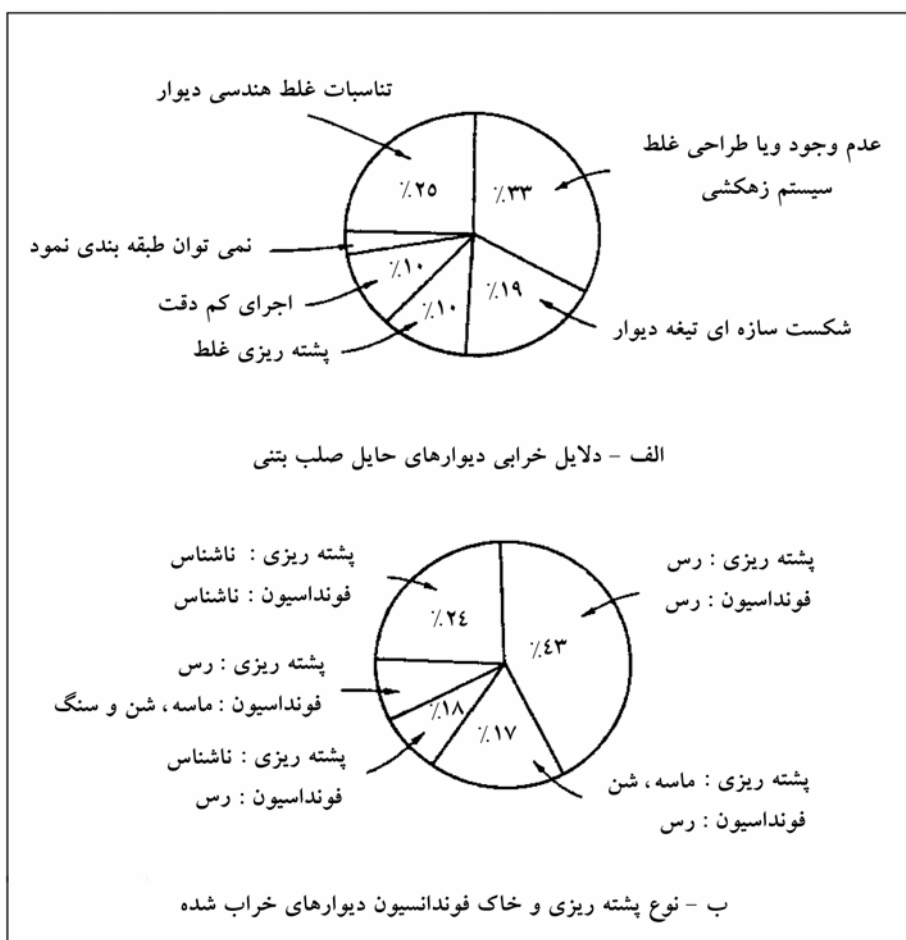 تناسبات غلط هندسی دیوار
عدم وجود ویا طراحی غلط
سیستم زهکشی
٪۳۳
٪۲٥
نمی توان طبقه بندی نمود
٪۱۰
اجرای کم دقت
٪۱۰
٪۱۹
شکست سازه ای تیغه دیوار
پشته ریزی غلط
الف - دلایل خرابی دیوارهای حایل صلب بتنی
پشته ریزی : رس
فونداسیون : رس
پشته ریزی : ناشناس
فونداسیون : ناشناس
٪۲٤
٪٤۳
پشته ریزی : رس
فونداسیون : ماسه، شن و سنگ
٪۱۸
٪۱۷
پشته ریزی : ناشناس
فونداسیون : رس
پشته ریزی : ماسه، شن
فونداسیون : رس
ب - نوع پشته ریزی و خاک فوندانسیون دیوارهای خراب شده